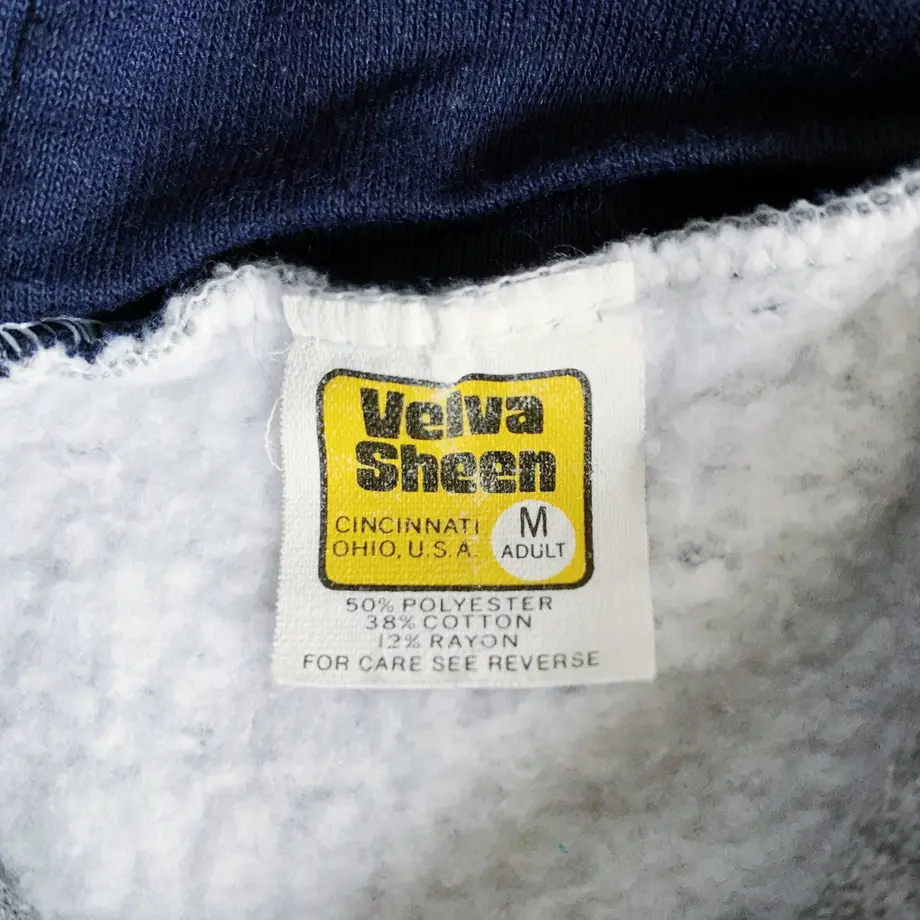 Velva
Sheen
CINCINNATI
OHIO, U.S.A.
M
ADULT
50% POLYESTER
38% COTTON
12% RAYON
FOR CARE SEE REVERSE